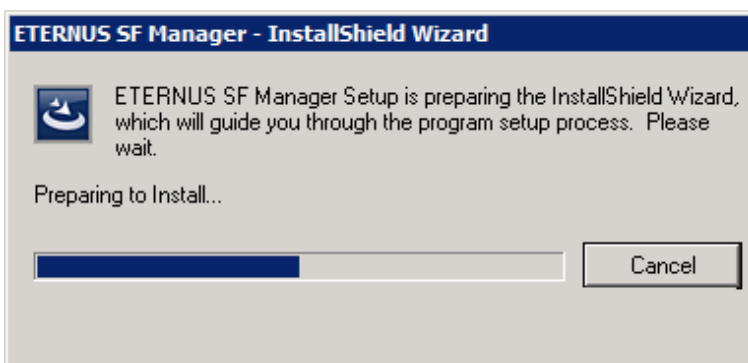 ETERNUS SF Manager - InstallShield Wizard
ETERNUS SF Manager Setup is preparing the InstallShield Wizard,
which will guide you through the program setup process.  Please
wait.
Preparing to Install...
Cancel